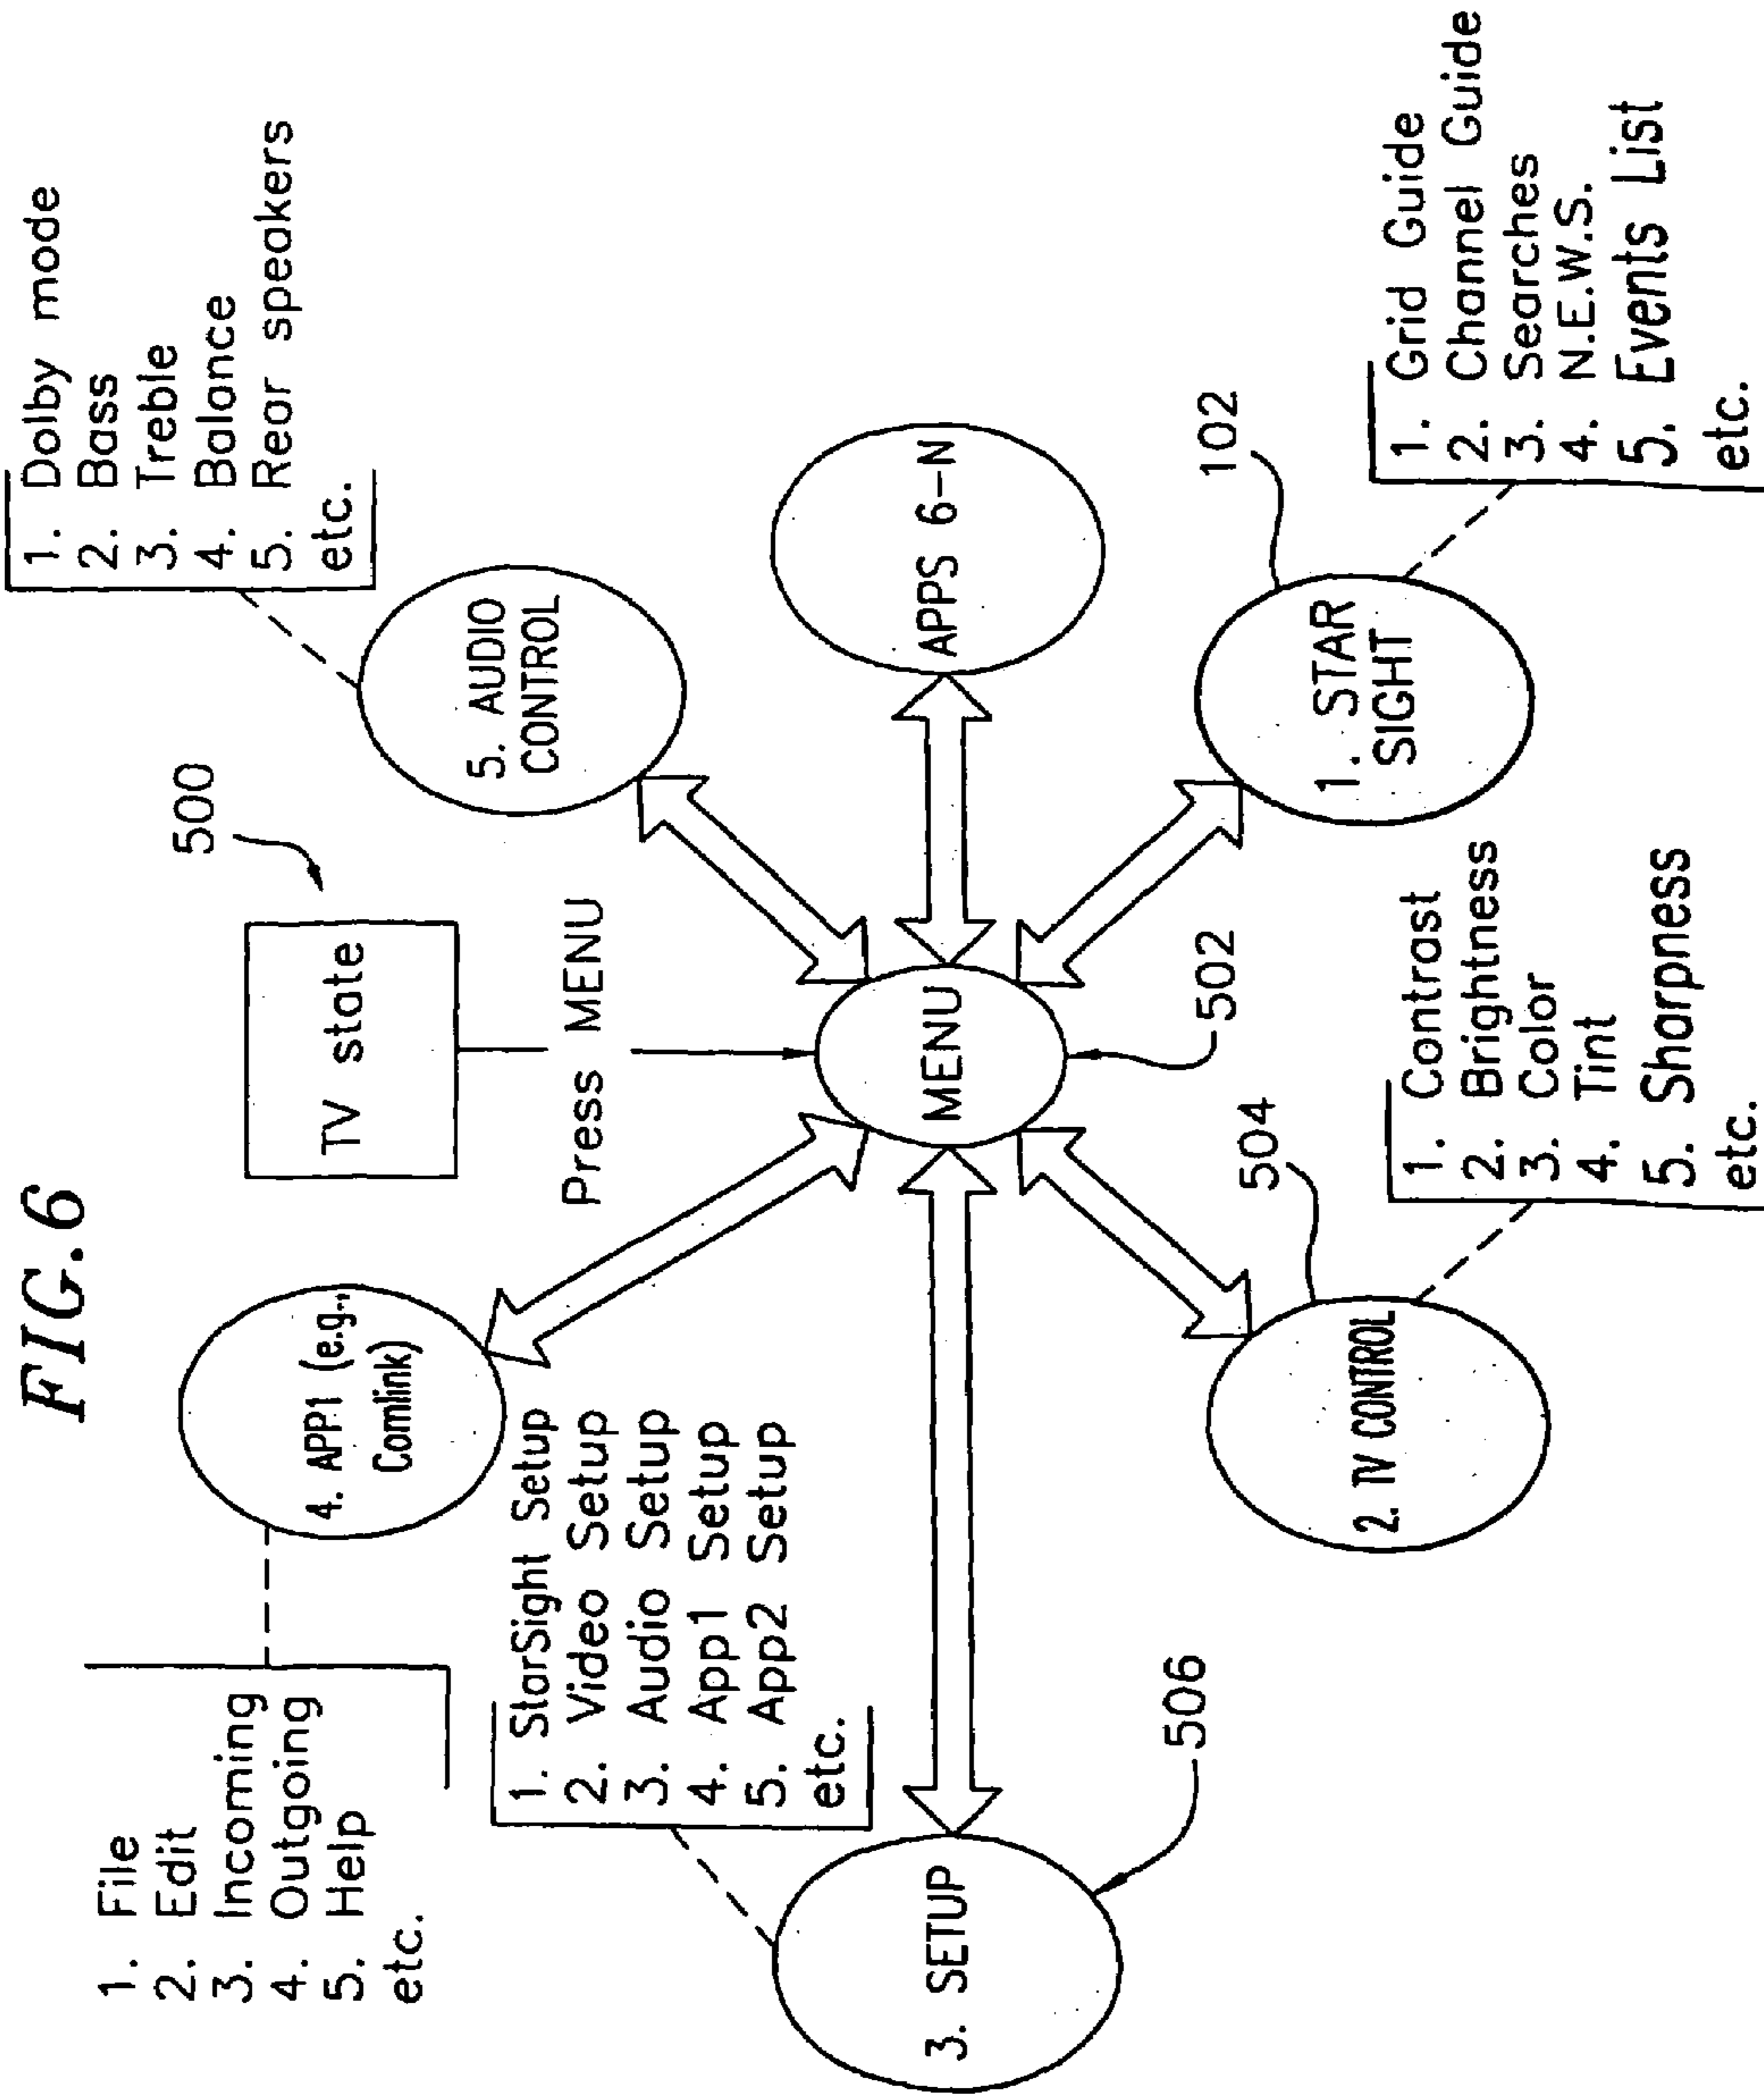 FIG.6
1. File
2. Edit
3. Incoming
4. Outgoing
5. Help
etc.
4. APP1 (e.g.,
Comlink)
TV state
500
Press MENU
1. Dolby mode
2. Bass
3. Treble
4. Balance
5. Rear speakers
etc.
5. AUDIO
CONTROL
1. StarSight Setup
2. Video Setup
3. Audio Setup
4. App1 Setup
5. App2 Setup
etc.
3. SETUP
506
MENU
502
APPS 6-N
2. TV CONTROL
504
1. Contrast
2. Brightness
3. Color
4. Tint
5. Sharpness
etc.
1. STAR
SIGHT
102
1. Grid Guide
2. Channel Guide
3. Searches
4. N.E.W.S.
5. Events List
etc.